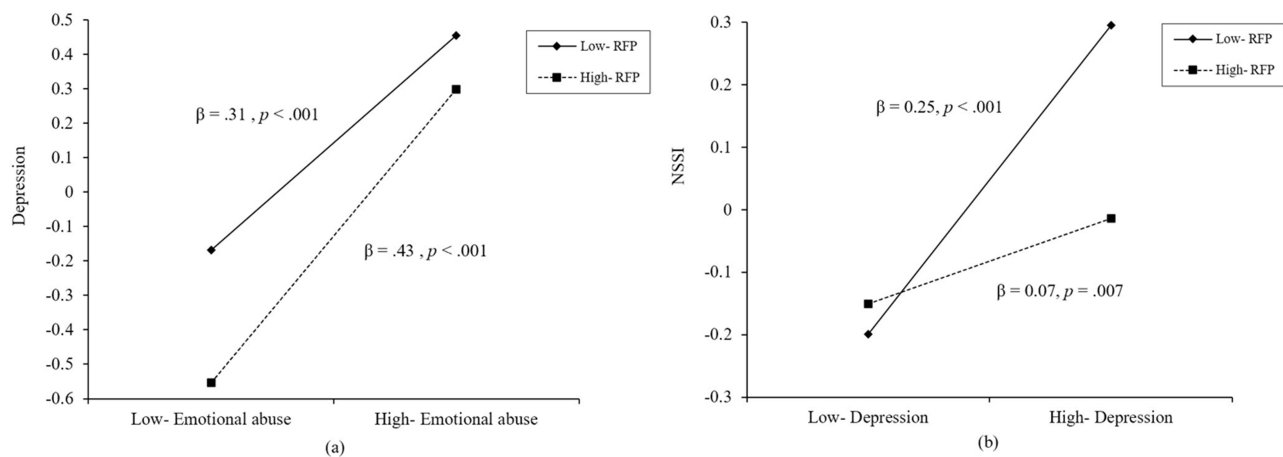 0.5
0.4
0.3
0.2
0.1
0
-0.1
-0.2
-0.3
-0.4
-0.5
-0.6
Depression
Low- RFP
High- RFP
β = .31 , p < .001
β = .43 , p < .001
Low- Emotional abuse
High- Emotional abuse
(a)
0.3
0.2
0.1
0
-0.1
-0.2
-0.3
NSSI
Low- RFP
High- RFP
β = 0.25, p < .001
β = 0.07, p = .007
Low- Depression
High- Depression
(b)